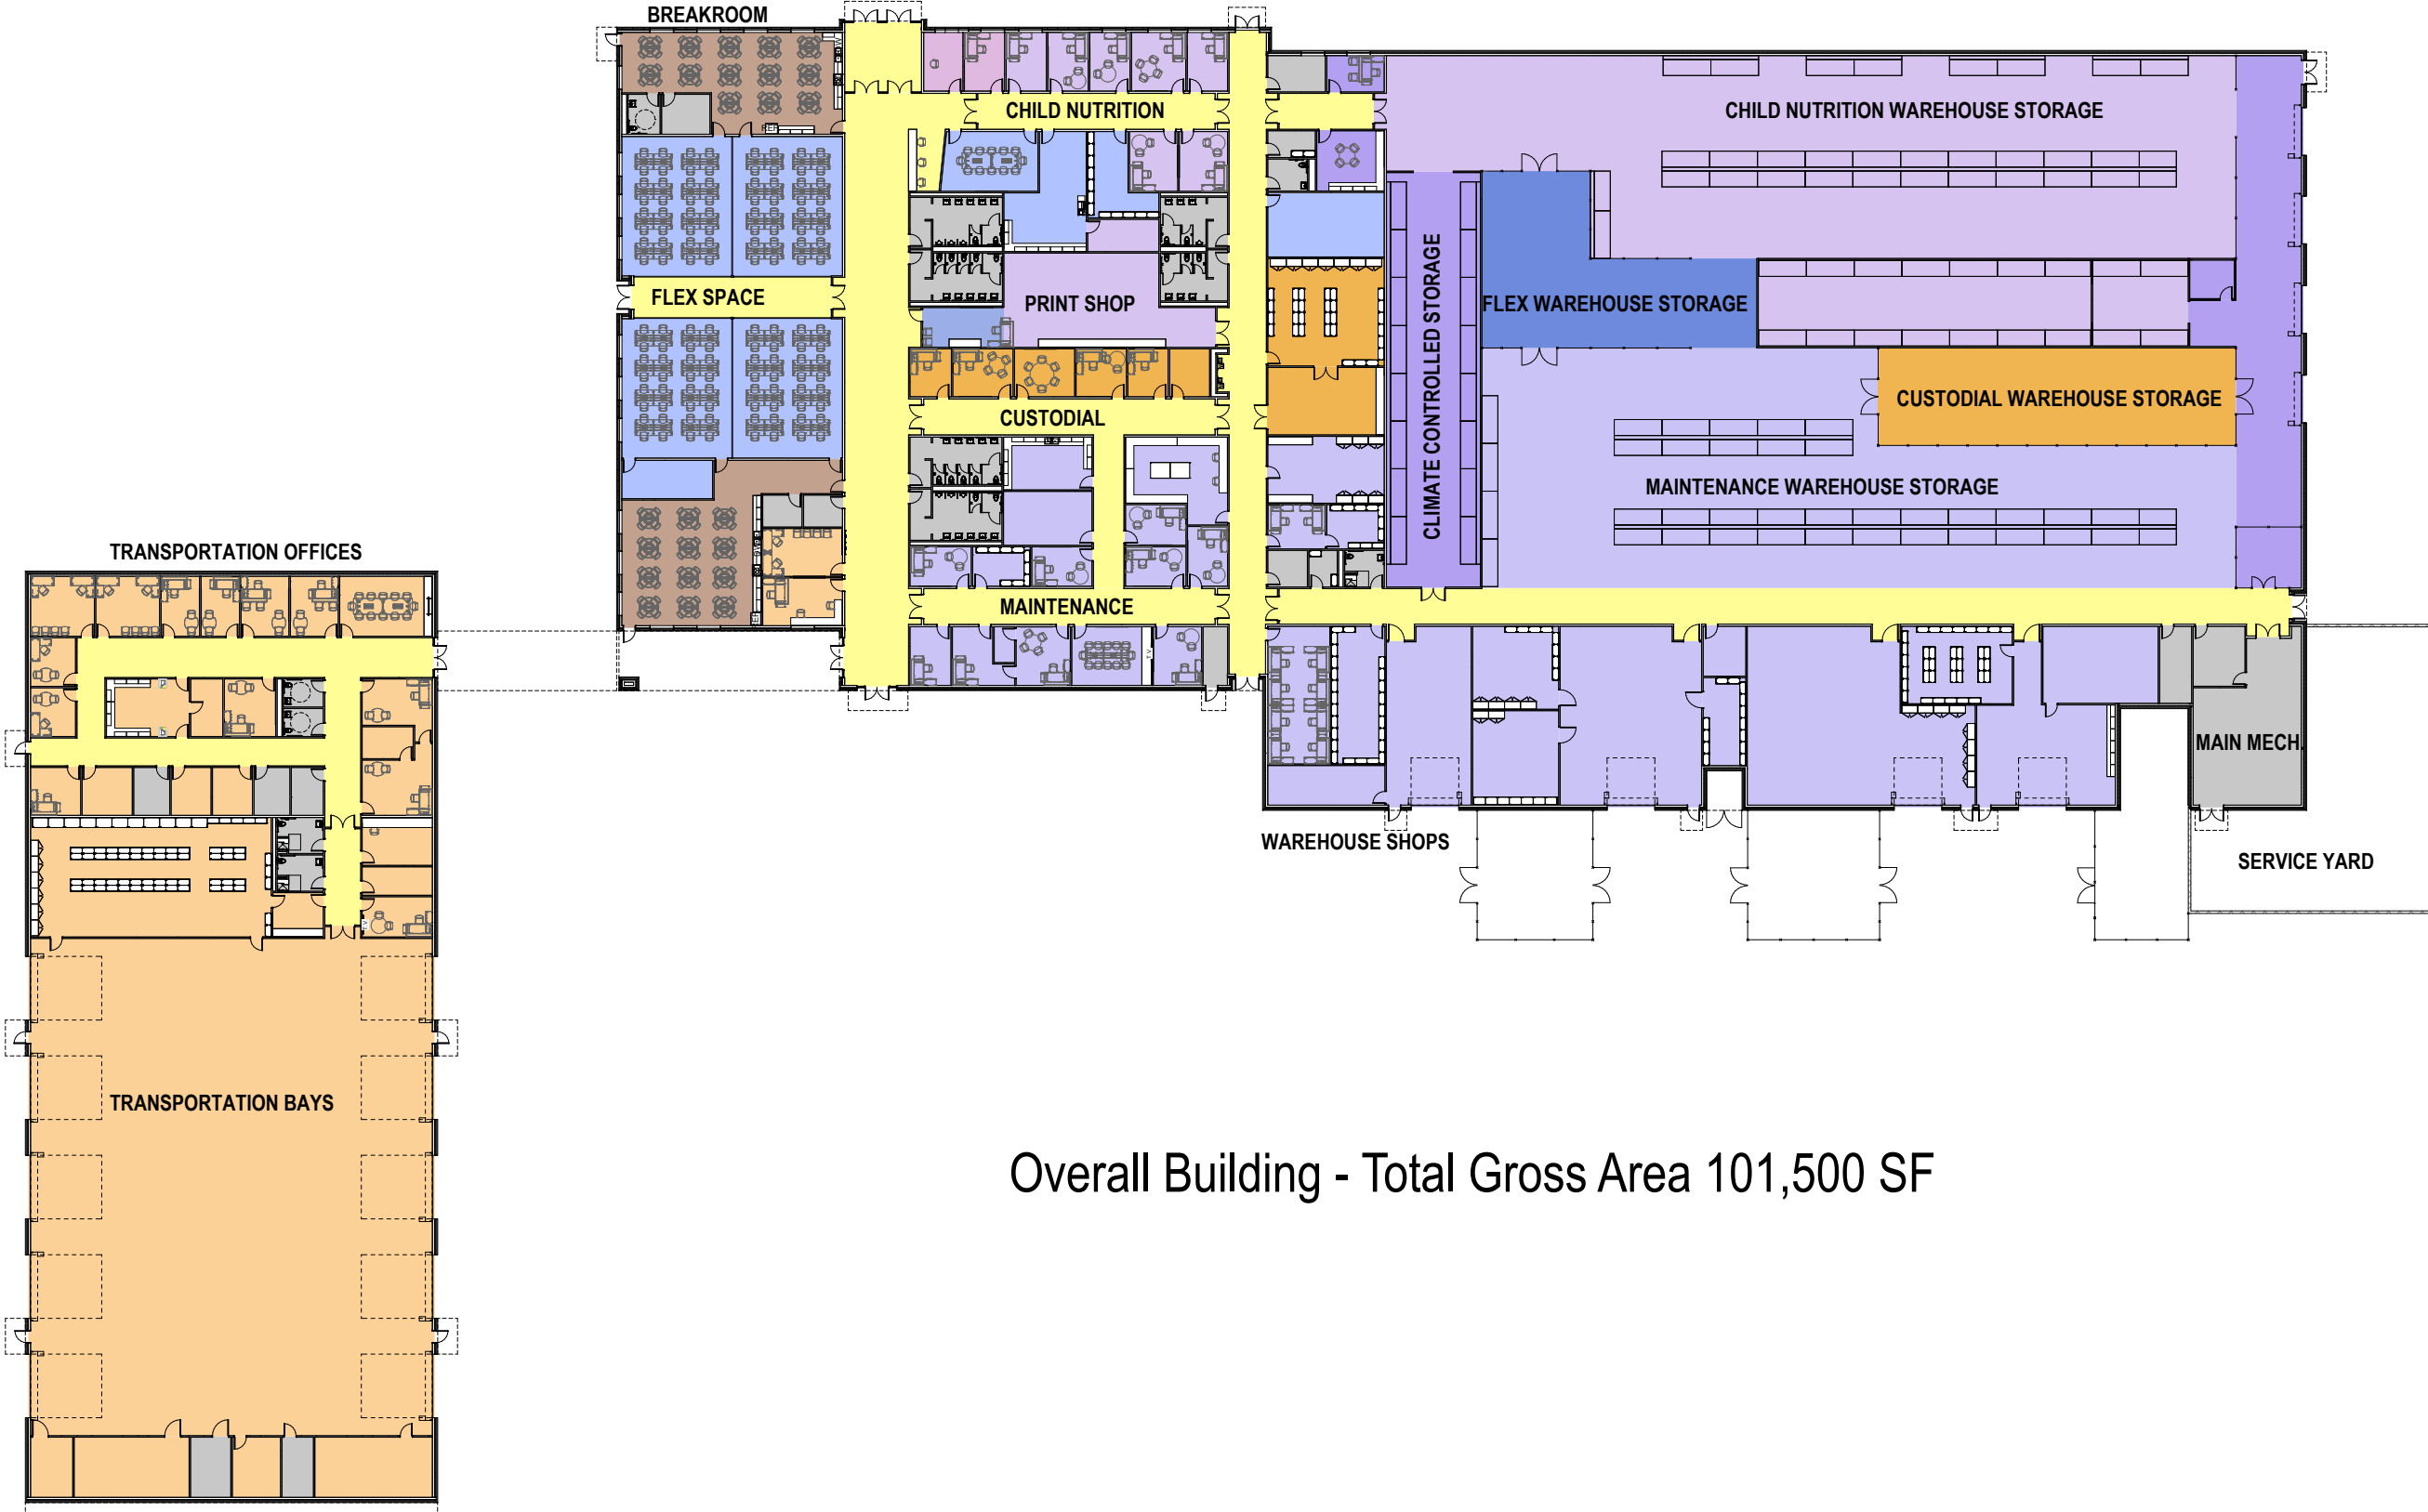 BREAKROOM
CHILD NUTRITION
CHILD NUTRITION WAREHOUSE STORAGE
FLEX SPACE
PRINT SHOP
CLIMATE CONTROLLED STORAGE
FLEX WAREHOUSE STORAGE
CUSTODIAL WAREHOUSE STORAGE
CUSTODIAL
MAINTENANCE WAREHOUSE STORAGE
TRANSPORTATION OFFICES
MAINTENANCE
MAIN MECH.
WAREHOUSE SHOPS
SERVICE YARD
TRANSPORTATION BAYS
Overall Building - Total Gross Area 101,500 SF